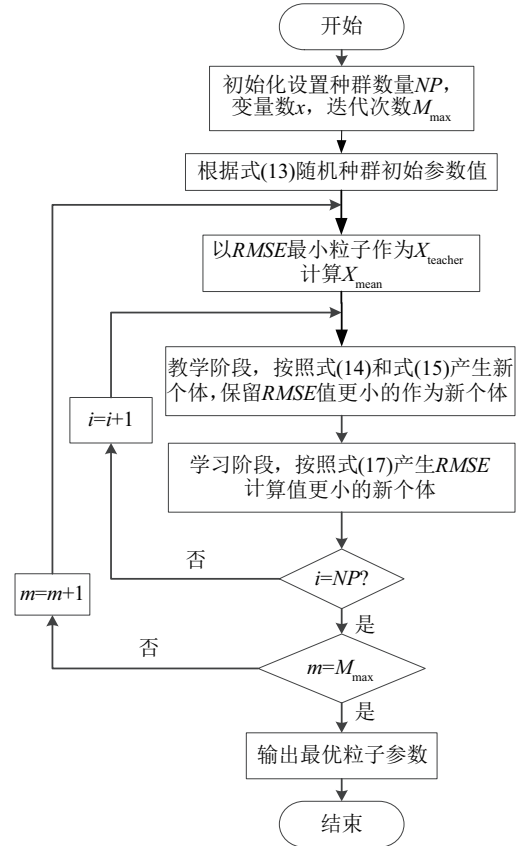 开始
初始化设置种群数量NP，
变量数x，迭代次数M_max
根据式(13)随机种群初始参数值
以RMSE最小粒子作为X_teacher
计算X_mean
教学阶段，按照式(14)和式(15)产生新
个体，保留RMSE值更小的作为新个体
i=i+1
学习阶段，按照式(17)产生RMSE
计算值更小的新个体
否
i=NP?
m=m+1
是
否
m=M_max
是
输出最优粒子参数
结束